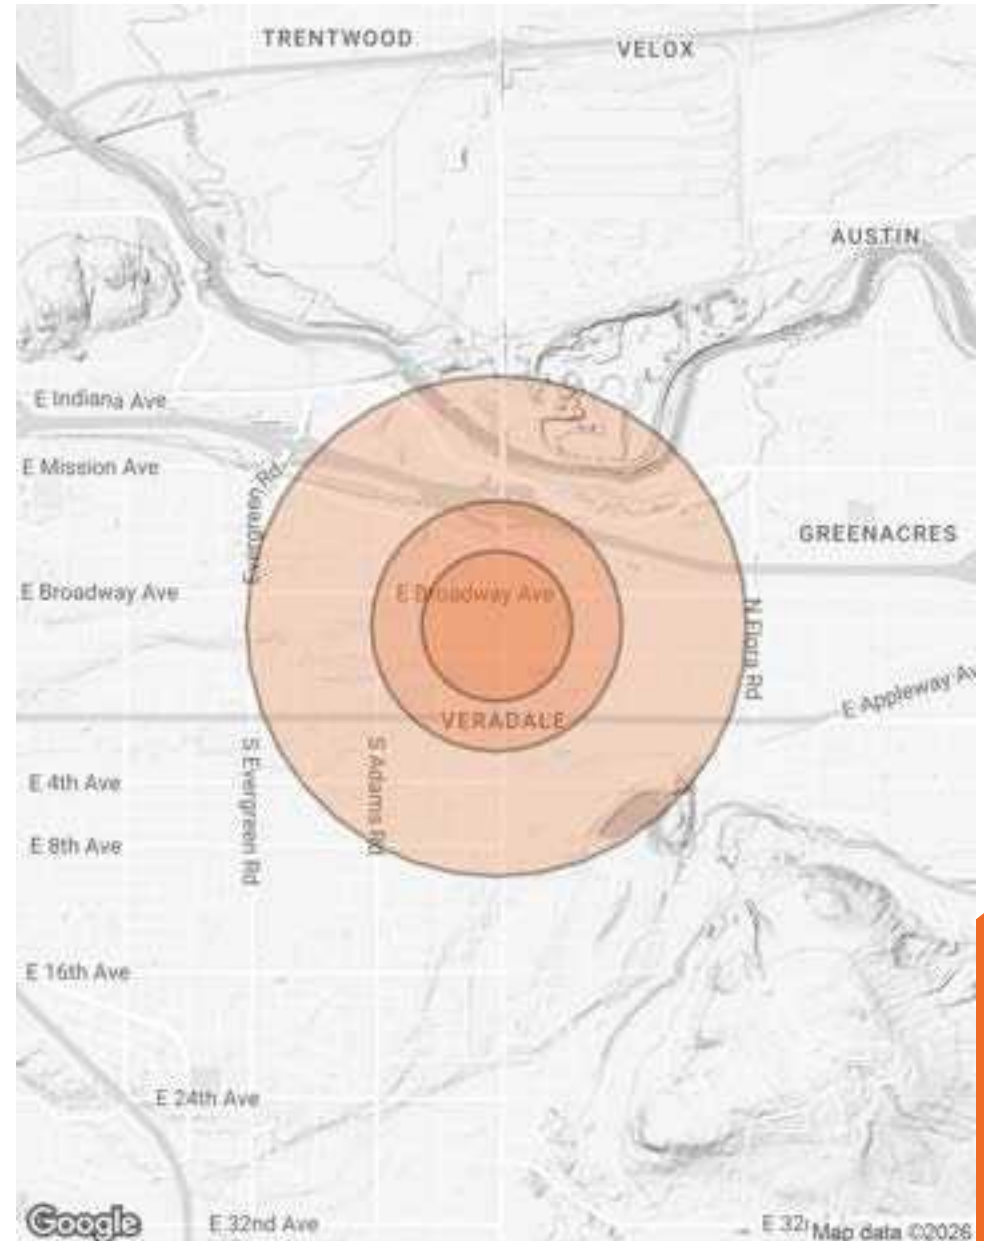 TRENTWOOD
VELOX
AUSTIN
E Indiana Ave
E Mission Ave
Evergreen Rd
GREENACRES
E Broadway Ave
E Broadway Ave
N Flora Rd
E Appleway Av
VERADALE
S Evergreen Rd
S Adams Rd
E 4th Ave
E 8th Ave
E 16th Ave
E 24th Ave
Google
E 32nd Ave
E 32
Map data ©2026